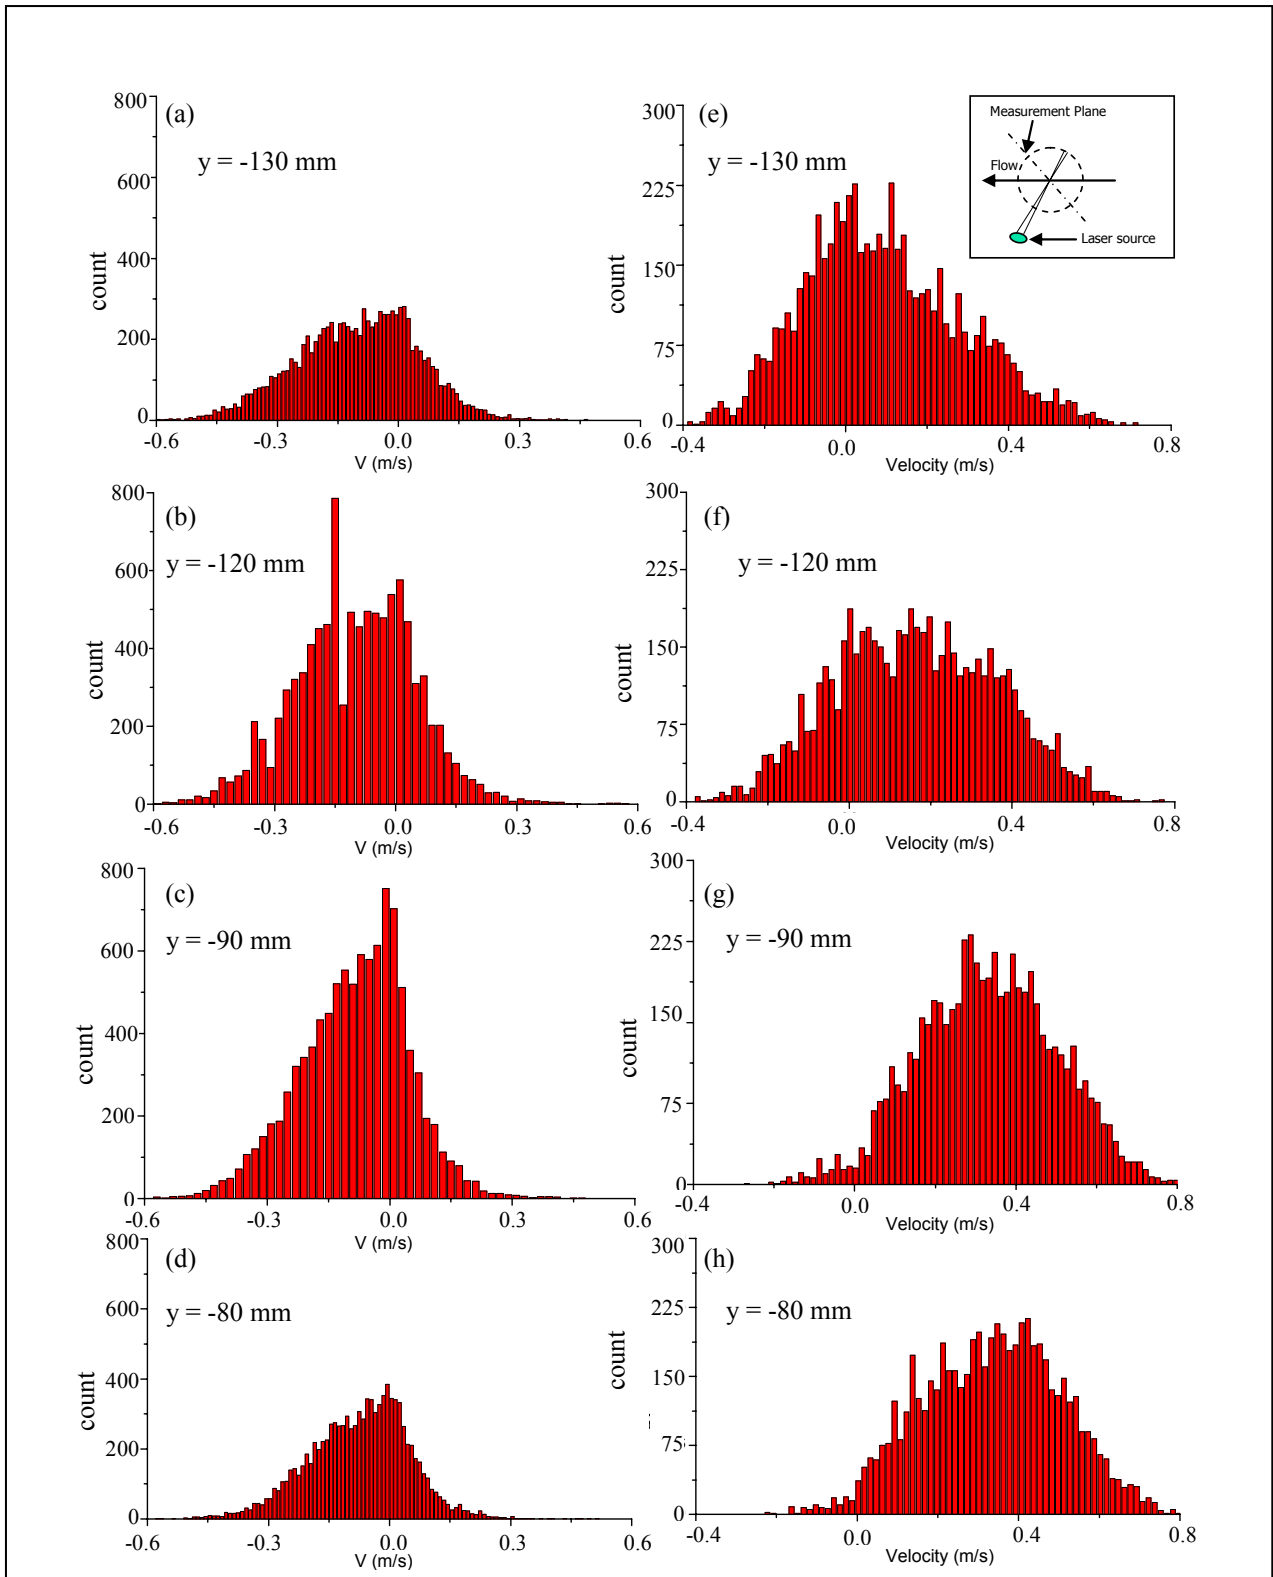 (a)
y = -130 mm
800
600
400
200
0
count
-0.6
-0.3
0.0
0.3
0.6
V (m/s)
(e)
y = -130 mm
300
225
150
75
0
count
-0.4
0.0
0.4
0.8
Velocity (m/s)
Measurement Plane
Flow
Laser source
(b)
y = -120 mm
800
600
400
200
0
count
-0.6
-0.3
0.0
0.3
0.6
V (m/s)
(f)
y = -120 mm
300
225
150
75
0
count
-0.4
0.0
0.4
0.8
Velocity (m/s)
(c)
y = -90 mm
800
600
400
200
0
count
-0.6
-0.3
0.0
0.3
0.6
V (m/s)
(g)
y = -90 mm
300
225
150
75
0
count
-0.4
0.0
0.4
0.8
Velocity (m/s)
(d)
y = -80 mm
800
600
400
200
0
count
-0.6
-0.3
0.0
0.3
0.6
V (m/s)
(h)
y = -80 mm
300
225
150
75
0
count
-0.4
0.0
0.4
0.8
Velocity (m/s)